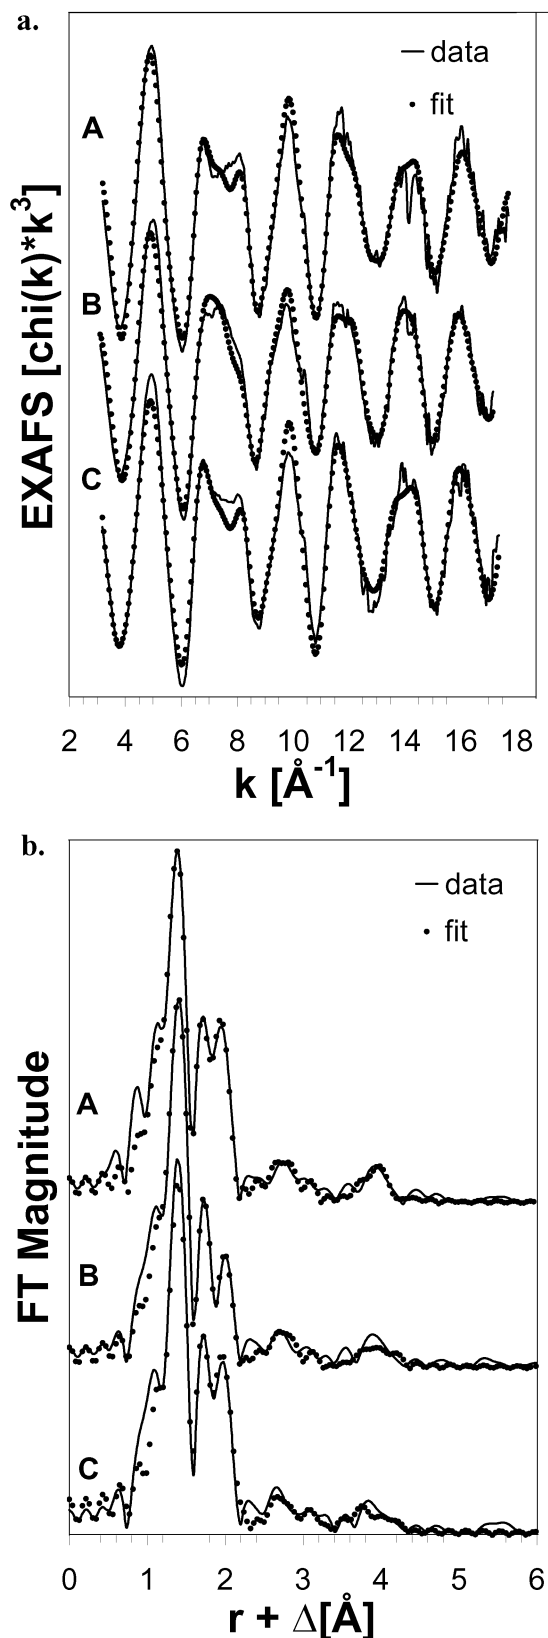 a.
— data
• fit
A
B
C
EXAFS [chi(k)*k³]
2 4 6 8 10 12 14 16 18
k [Å⁻¹]
b.
— data
• fit
A
B
C
FT Magnitude
0 1 2 3 4 5 6
r + Δ[Å]